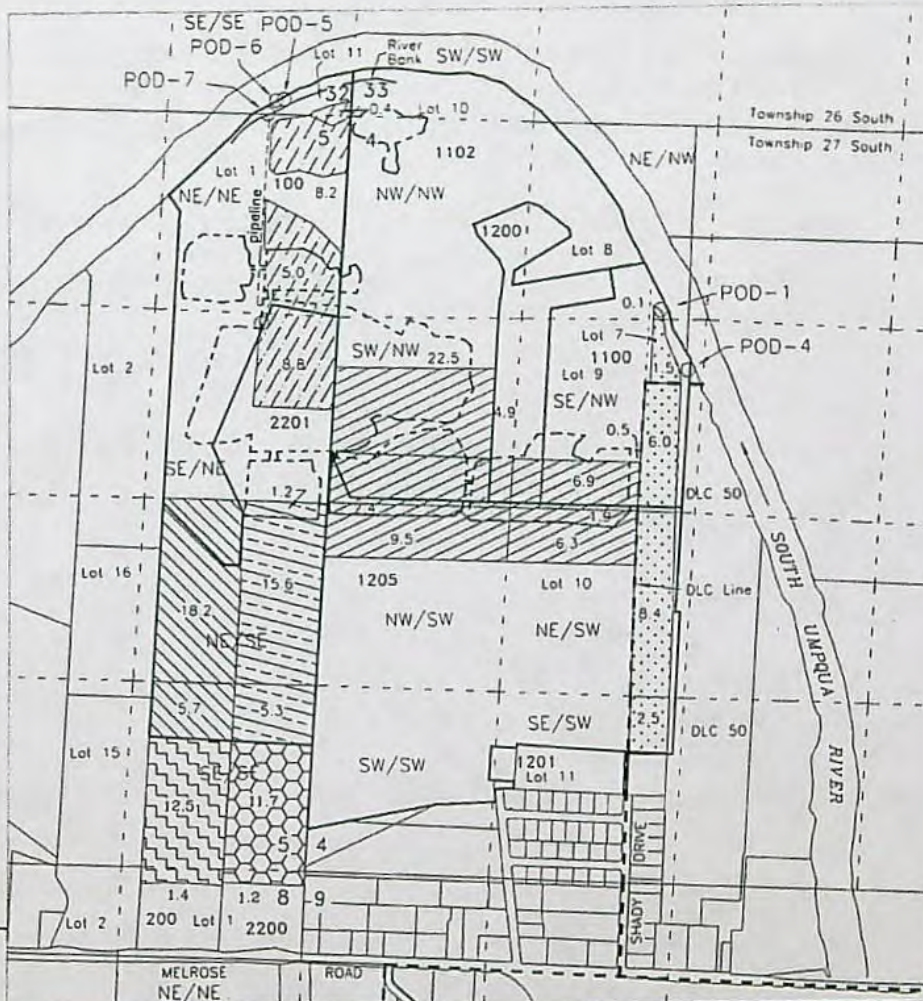 SE/SE POD-5
POD-6
POD-7
Lot 11
River Bank
SW/SW
32
33
0.4
Lot 10
Township 26 South
Township 27 South
5
4
1102
NE/NW
Lot 1
NE/NE
100
8.2
NW/NW
pipeline
1200
Lot 8
5.0
0.1
POD-1
Lot 7
SW/NW
22.5
1100
POD-4
Lot 2
8.8
Lot 9
1.5
SE/NW
4.9
2201
0.5
6.0
SE/NE
6.9
1.2
DLC 50
1.9
9.5
6.3
Lot 16
15.6
1205
Lot 10
DLC Line
SOUTH UMPQUA RIVER
18.2
NW/SW
NE/SW
8.4
NE/SE
5.7
5.3
SE/SW
2.5
DLC 50
Lot 15
SE/SE
SW/SW
1201
Lot 11
12.5
11.7
5
4
SHADY DRIVE
1.4
1.2
8
9
Lot 2
200
Lot 1
2200
MELROSE ROAD
NE/NE